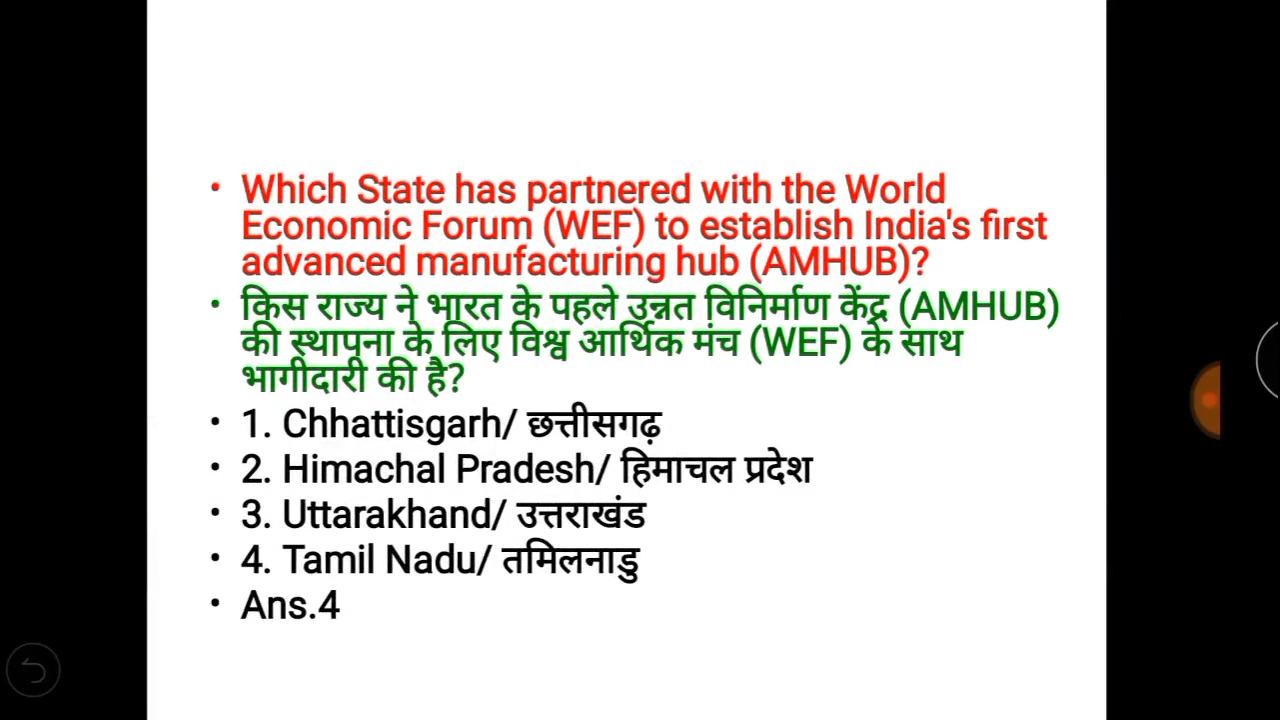 • Which State has partnered with the World
Economic Forum (WEF) to establish India's first
advanced manufacturing hub (AMHUB)?
• किस राज्य ने भारत के पहले उन्नत विनिर्माण केंद्र (AMHUB)
की स्थापना के लिए विश्व आर्थिक मंच (WEF) के साथ
भागीदारी की है?
• 1. Chhattisgarh/ छत्तीसगढ़
• 2. Himachal Pradesh/ हिमाचल प्रदेश
• 3. Uttarakhand/ उत्तराखंड
• 4. Tamil Nadu/ तमिलनाडु
• Ans.4